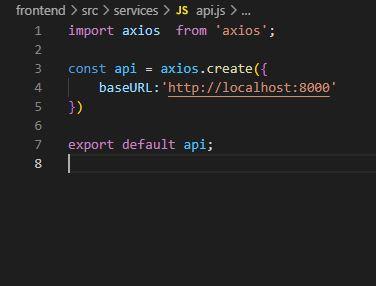 frontend > src > services > JS api.js > ...
1 import axios  from 'axios';
2
3 const api = axios.create({
4     baseURL:'http://localhost:8000'
5 })
6
7 export default api;
8